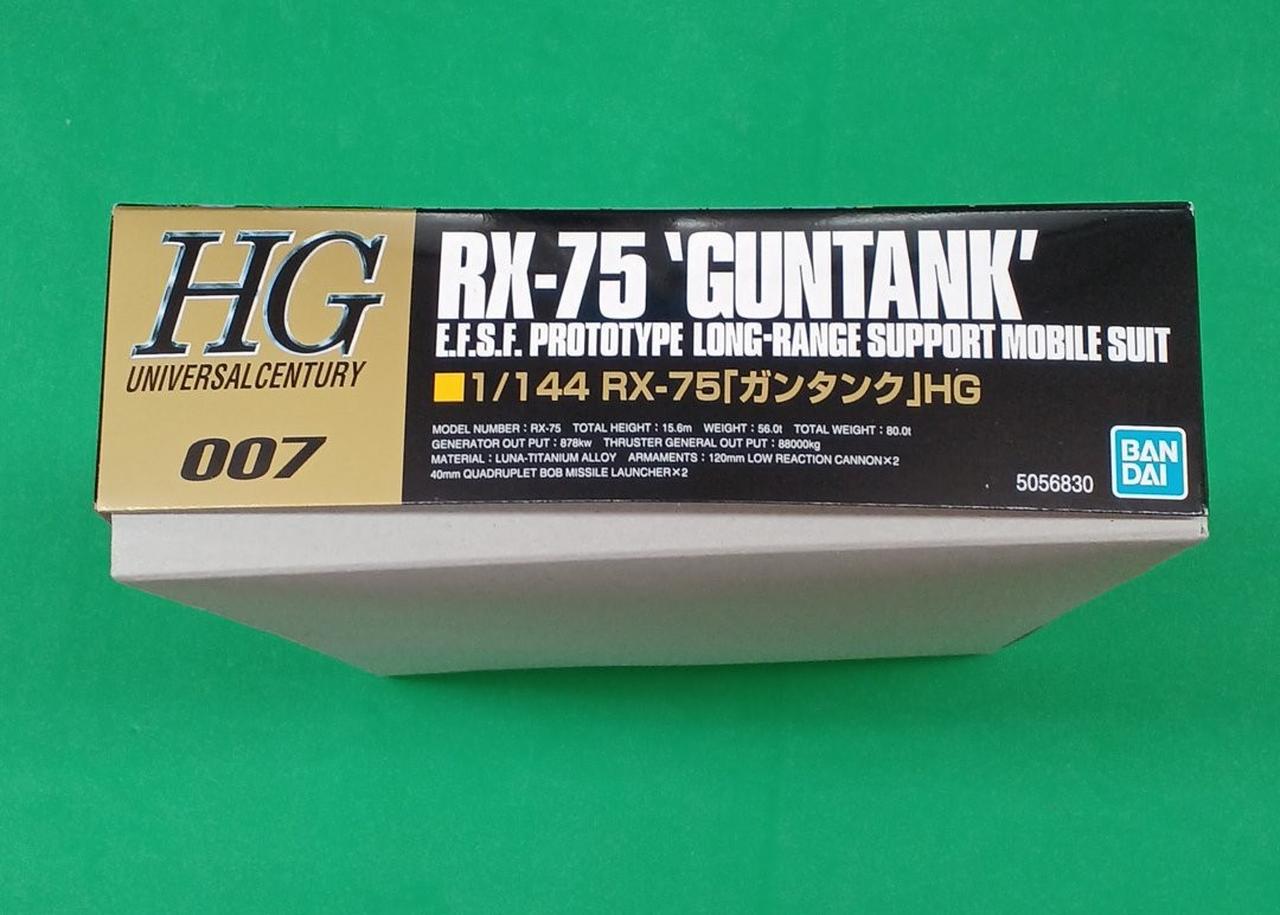 HG
UNIVERSALCENTURY
007
RX-75 'GUNTANK'
E.F.S.F. PROTOTYPE LONG-RANGE SUPPORT MOBILE SUIT
1/144 RX-75「ガンタンク」HG
MODEL NUMBER : RX-75 TOTAL HEIGHT : 15.6m WEIGHT : 56.0t TOTAL WEIGHT : 80.0t
GENERATOR OUT PUT : 878kw THRUSTER GENERAL OUT PUT : 88000kg
MATERIAL : LUNA-TITANIUM ALLOY ARMAMENTS : 120mm LOW REACTION CANNON×2
40mm QUADRUPLET BOB MISSILE LAUNCHER×2
5056830
BAN
DAI